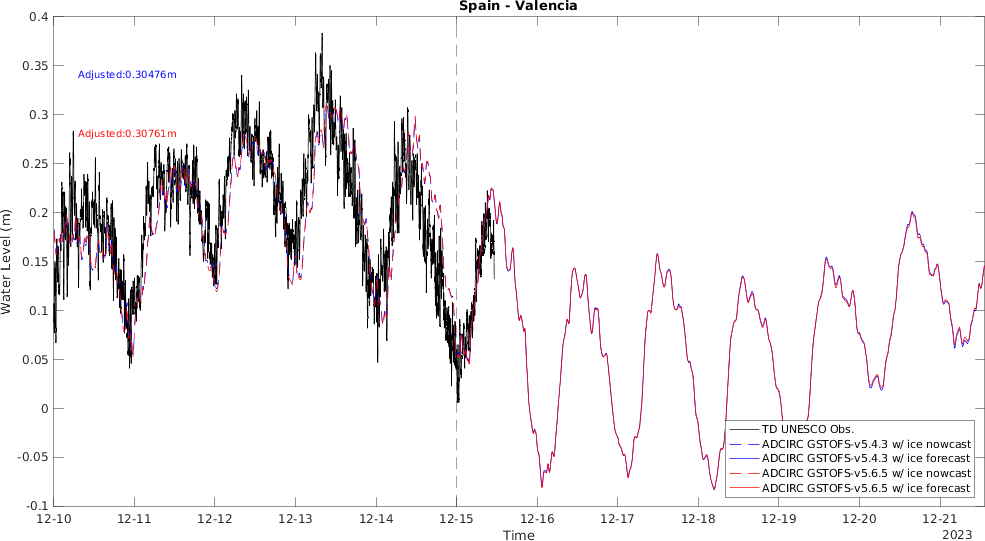 Spain - Valencia
0.4
0.35
0.3
0.25
0.2
0.15
0.1
0.05
0
-0.05
-0.1
Water Level (m)
Adjusted:0.30476m
Adjusted:0.30761m
TD UNESCO Obs.
ADCIRC GSTOFS-v5.4.3 w/ ice nowcast
ADCIRC GSTOFS-v5.4.3 w/ ice forecast
ADCIRC GSTOFS-v5.6.5 w/ ice nowcast
ADCIRC GSTOFS-v5.6.5 w/ ice forecast
12-10 12-11 12-12 12-13 12-14 12-15 12-16 12-17 12-18 12-19 12-20 12-21
Time
2023